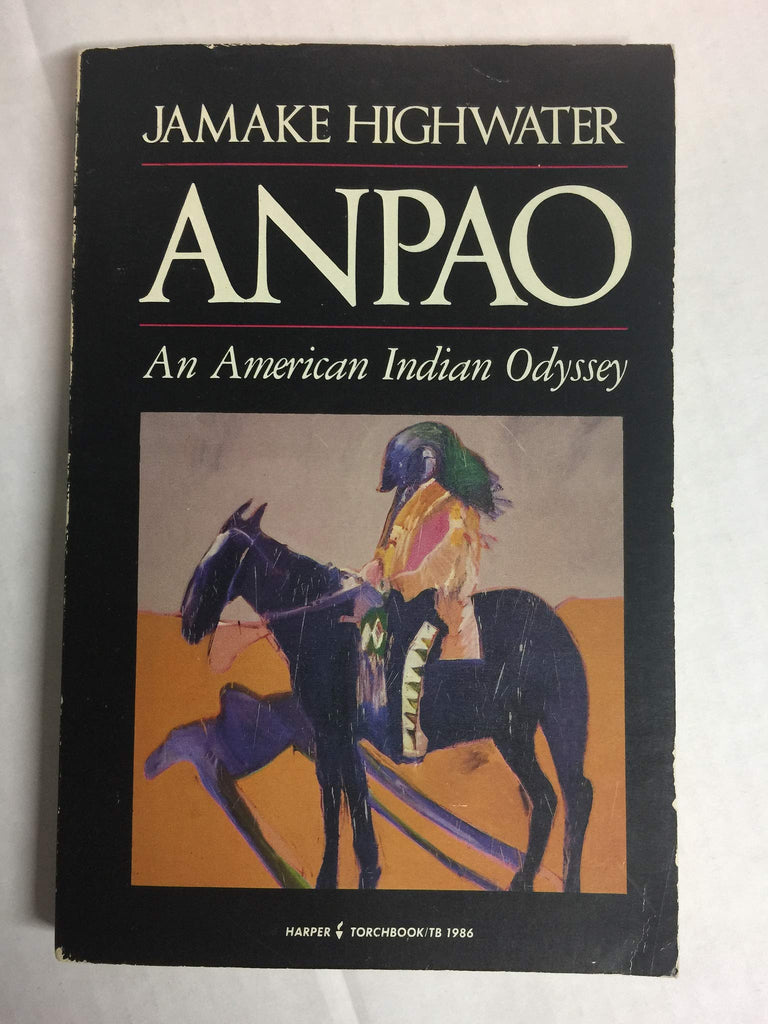 JAMAKE HIGHWATER
ANPAO
An American Indian Odyssey
HARPER TORCHBOOK/TB 1986